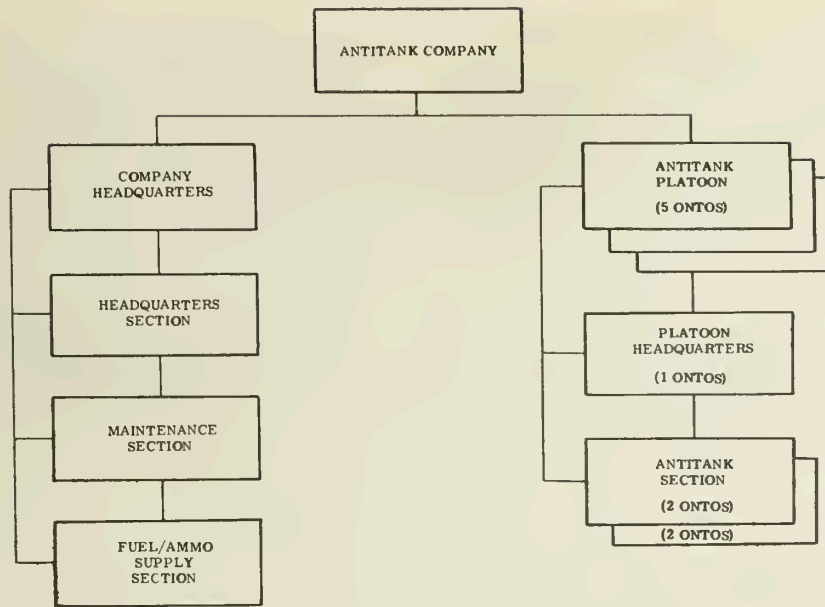 ANTITANK COMPANY
COMPANY
HEADQUARTERS
HEADQUARTERS
SECTION
MAINTENANCE
SECTION
FUEL/AMMO
SUPPLY
SECTION
ANTITANK
PLATOON
(5 ONTOS)
PLATOON
HEADQUARTERS
(1 ONTOS)
ANTITANK
SECTION
(2 ONTOS)
(2 ONTOS)